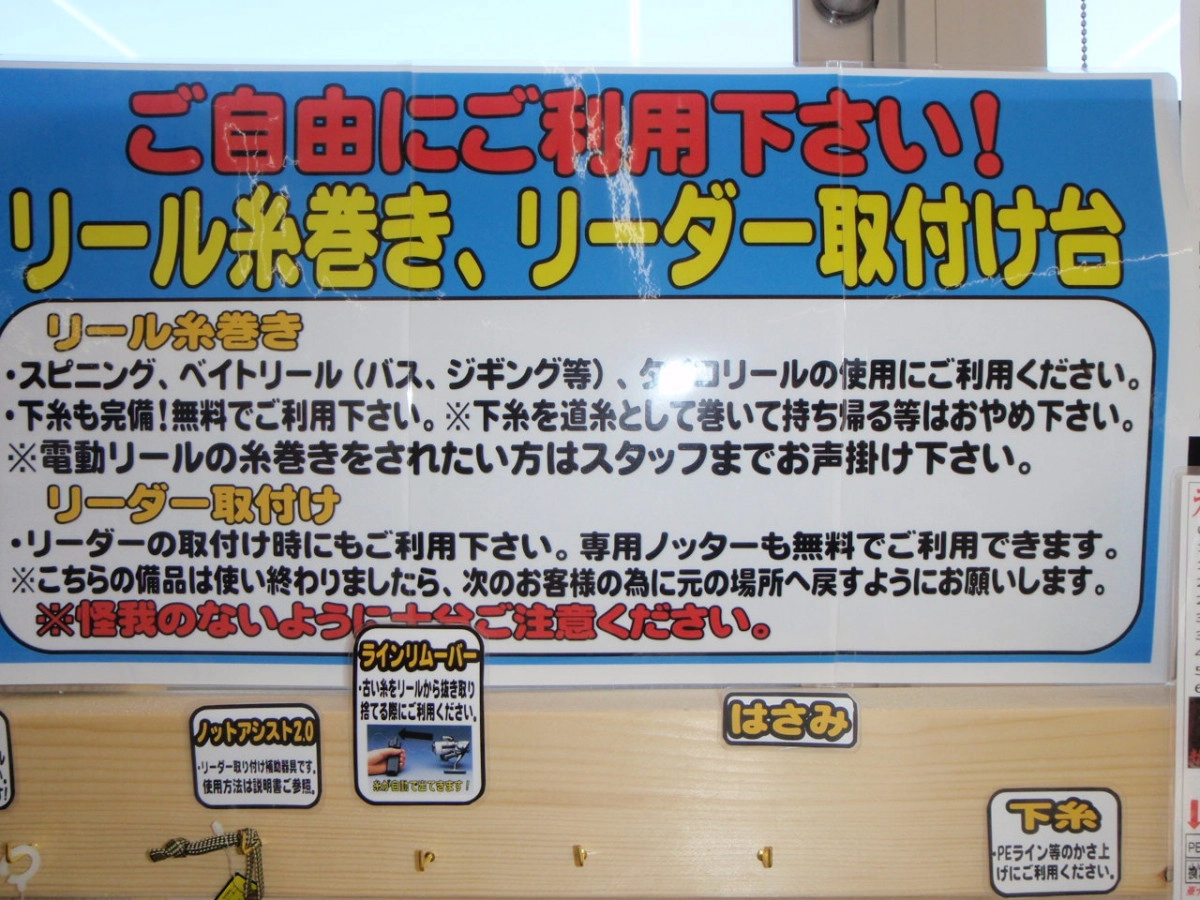 ご自由にご利用下さい!
リール糸巻き、リーダー取付け台
リール糸巻き
・スピニング、ベイトリール(バス、ジギング等)、タイコリールの使用にご利用ください。
・下糸も完備!無料でご利用下さい。※下糸を道糸として巻いて持ち帰る等はおやめ下さい。
※電動リールの糸巻きをされたい方はスタッフまでお声掛け下さい。
リーダー取付け
・リーダーの取付け時にもご利用下さい。専用ノッターも無料でご利用できます。
※こちらの備品は使い終わりましたら、次のお客様の為に元の場所へ戻すようにお願いします。
※怪我のないように十分ご注意ください。
ラインリムーバー
・古い糸をリールから抜き取り
捨てる際にご利用ください。
糸が自動で出てきます!
ノットアシスト2.0
・リーダー取り付け補助器具です。
使用方法は説明書ご参照。
はさみ
下糸
・PEライン等のかさ上
げにご利用ください。